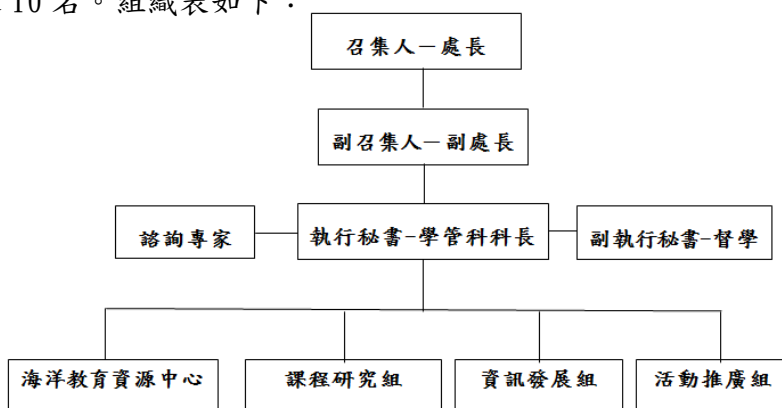 10 名。組織表如下：
召集人－處長
副召集人－副處長
諮詢專家
執行秘書-學管科科長
副執行秘書-督學
海洋教育資源中心
課程研究組
資訊發展組
活動推廣組